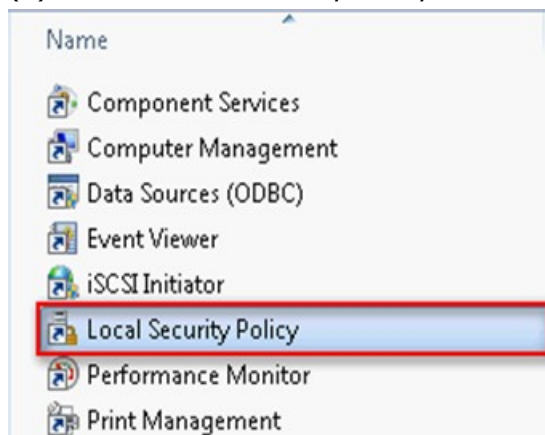 Name
Component Services
Computer Management
Data Sources (ODBC)
Event Viewer
iSCSI Initiator
Local Security Policy
Performance Monitor
Print Management